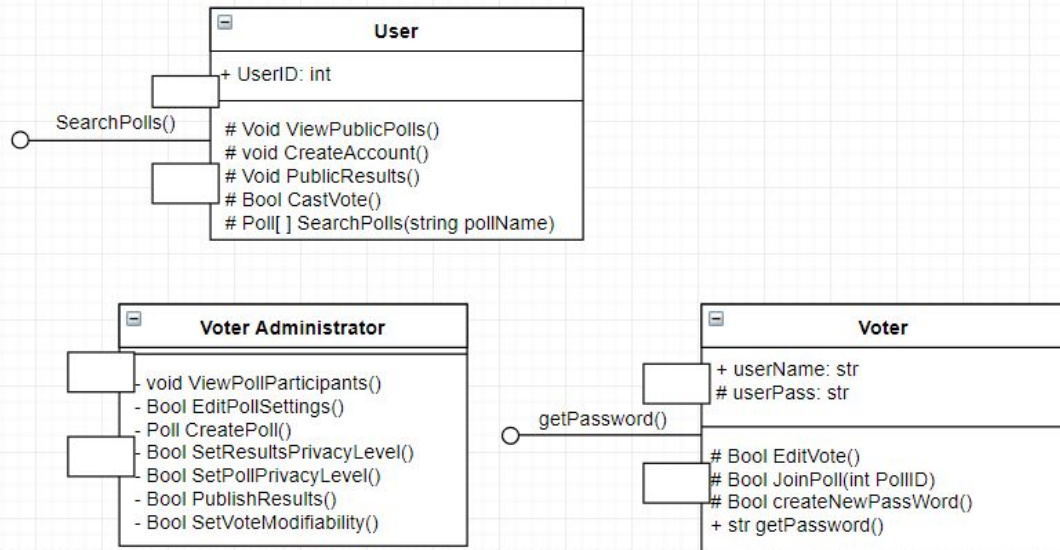 User
+ UserID: int
SearchPolls()
# Void ViewPublicPolls()
# void CreateAccount()
# Void PublicResults()
# Bool CastVote()
# Poll[ ] SearchPolls(string pollName)
Voter Administrator
- void ViewPollParticipants()
- Bool EditPollSettings()
- Poll CreatePoll()
- Bool SetResultsPrivacyLevel()
- Bool SetPollPrivacyLevel()
- Bool PublishResults()
- Bool SetVoteModifiability()
Voter
+ userName: str
# userPass: str
getPassword()
# Bool EditVote()
# Bool JoinPoll(int PollID)
# Bool createNewPassWord()
+ str getPassword()